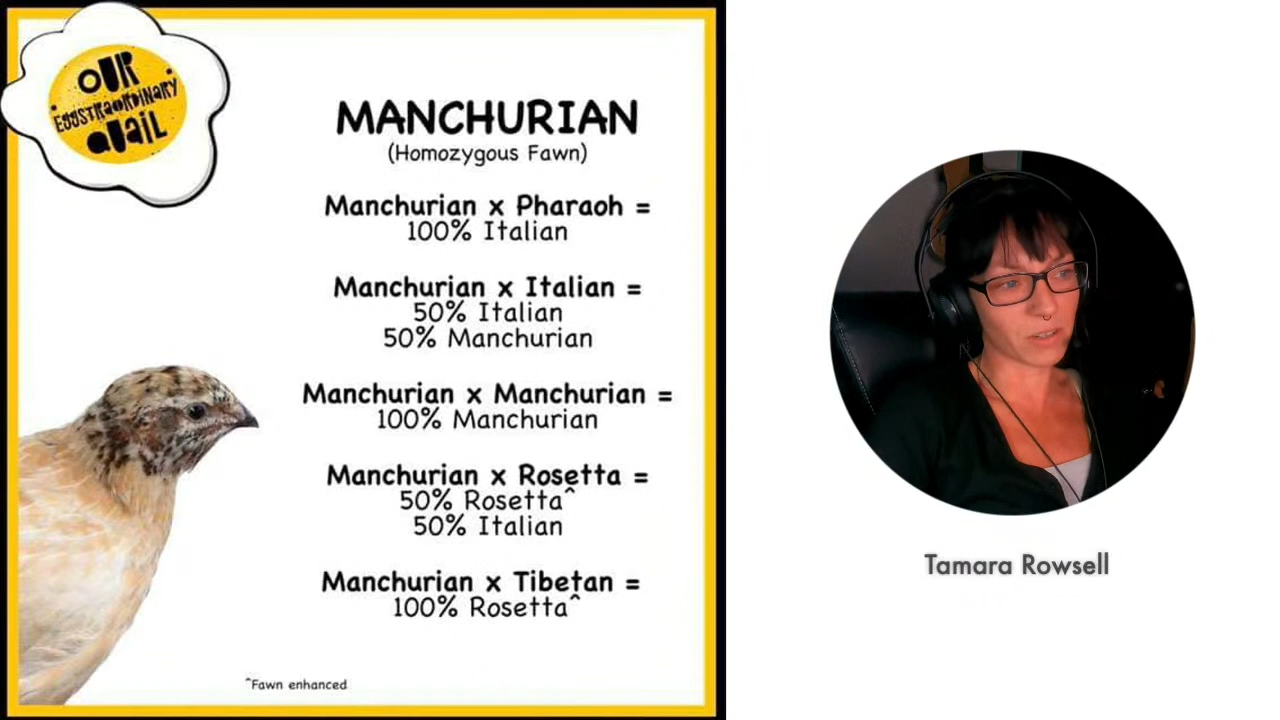 OUR
EGGSTRAORDINARY
QUAIL
MANCHURIAN
(Homozygous Fawn)
Manchurian x Pharaoh =
100% Italian
Manchurian x Italian =
50% Italian
50% Manchurian
Manchurian x Manchurian =
100% Manchurian
Manchurian x Rosetta =
50% Rosetta^
50% Italian
Manchurian x Tibetan =
100% Rosetta^
^Fawn enhanced
Tamara Rowsell